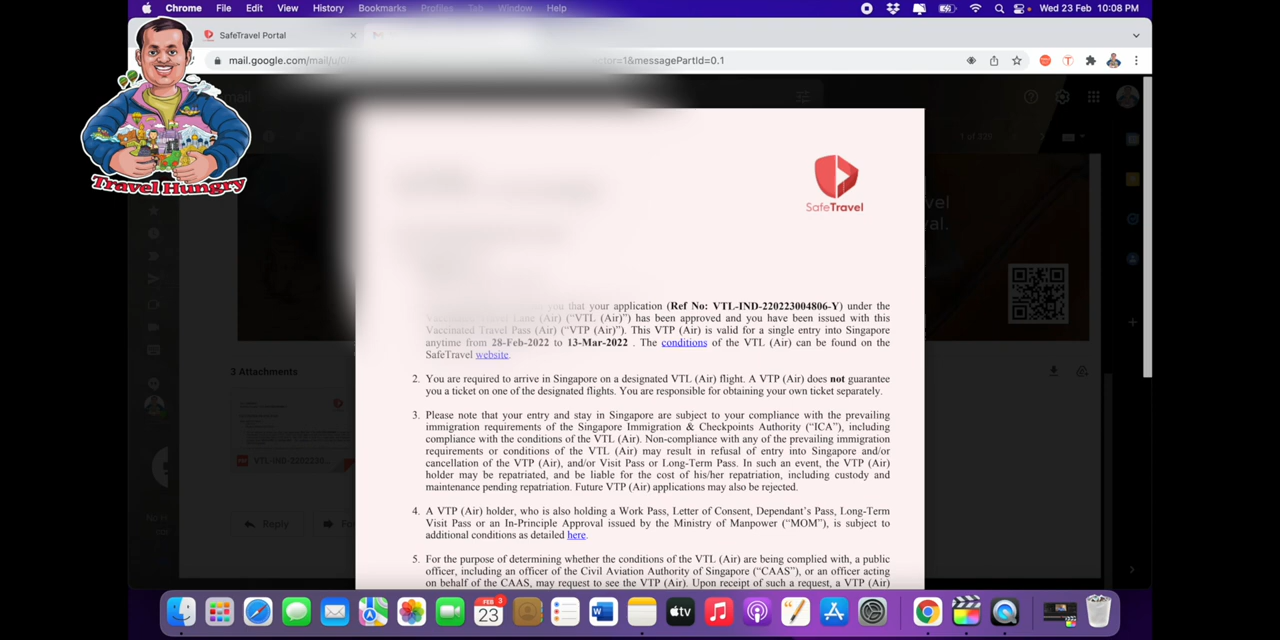 Chrome File Edit View History Bookmarks Profiles Tab Window Help Wed 23 Feb 10:08 PM
SafeTravel Portal
mail.google.com/mail/u/0/ ctor=1&messagePartId=0.1
Travel Hungry
1 of 225
SafeTravel
you that your application (Ref No: VTL-IND-220223004806-Y) under the
Vaccinated Travel Lane (Air) (“VTL (Air)”) has been approved and you have been issued with this
Vaccinated Travel Pass (Air) (“VTP (Air)”). This VTP (Air) is valid for a single entry into Singapore
anytime from 28-Feb-2022 to 13-Mar-2022 . The conditions of the VTL (Air) can be found on the
SafeTravel website.
2. You are required to arrive in Singapore on a designated VTL (Air) flight. A VTP (Air) does not guarantee
you a ticket on one of the designated flights. You are responsible for obtaining your own ticket separately.
3. Please note that your entry and stay in Singapore are subject to your compliance with the prevailing
immigration requirements of the Singapore Immigration & Checkpoints Authority (“ICA”), including
compliance with the conditions of the VTL (Air). Non-compliance with any of the prevailing immigration
requirements or conditions of the VTL (Air) may result in refusal of entry into Singapore and/or
cancellation of the VTP (Air), and/or Visit Pass or Long-Term Pass. In such an event, the VTP (Air)
holder may be repatriated, and be liable for the cost of his/her repatriation, including custody and
maintenance pending repatriation. Future VTP (Air) applications may also be rejected.
4. A VTP (Air) holder, who is also holding a Work Pass, Letter of Consent, Dependant’s Pass, Long-Term
Visit Pass or an In-Principle Approval issued by the Ministry of Manpower (“MOM”), is subject to
additional conditions as detailed here.
5. For the purpose of determining whether the conditions of the VTL (Air) are being complied with, a public
officer, including an officer of the Civil Aviation Authority of Singapore (“CAAS”), or an officer acting
on behalf of the CAAS, may request to see the VTP (Air). Upon receipt of such a request, a VTP (Air)
3 Attachments
VTL-IND-2202236...
Reply
FEB
23
3
tv